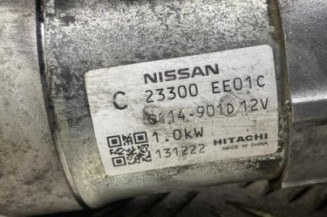 NISSAN
C 23300 EE01C
S114-901D 12V
1.0kW HITACHI
131222 MADE IN CHINA